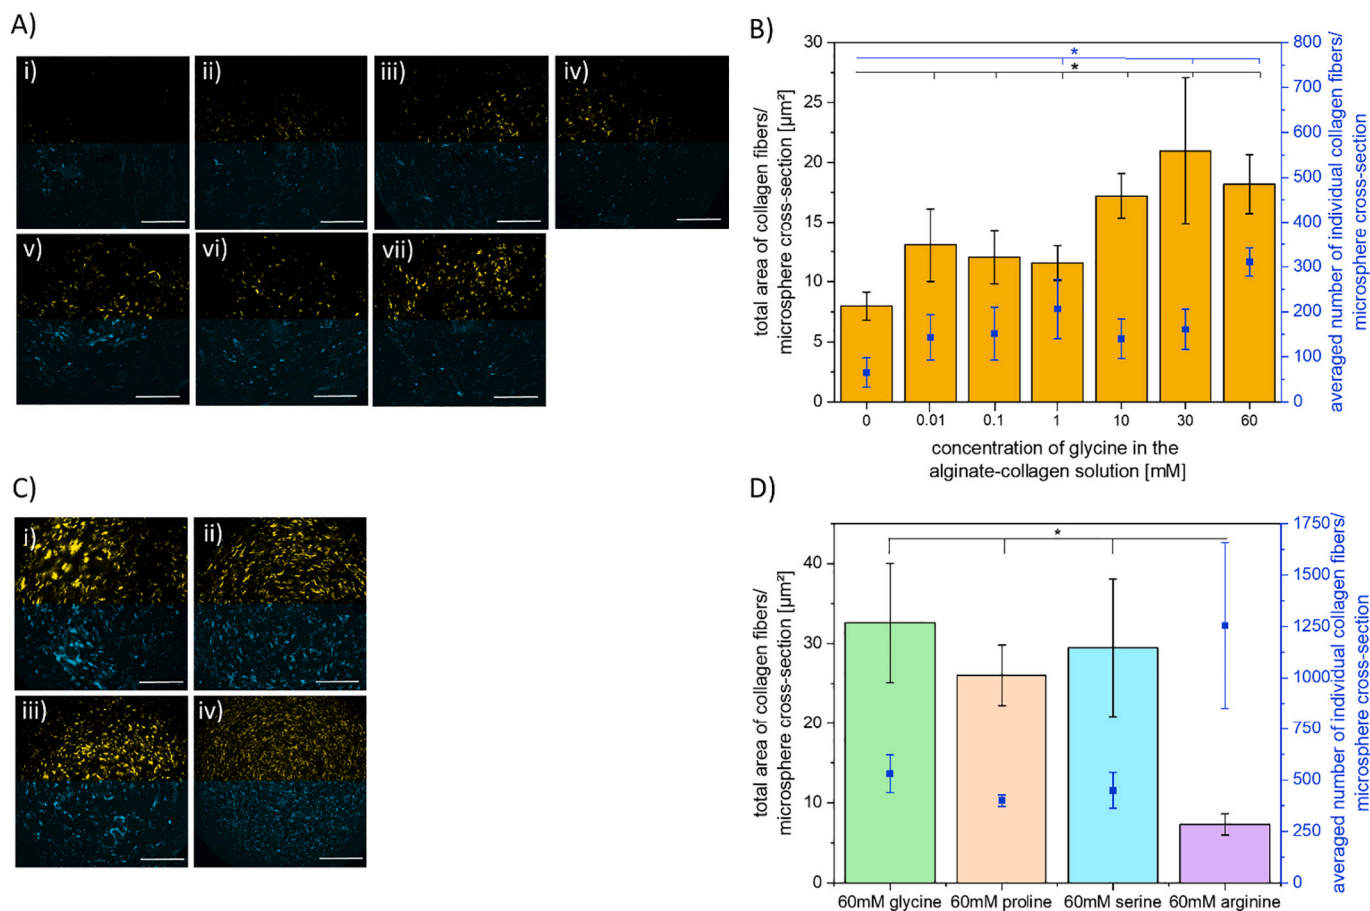 A)
i)
ii)
iii)
iv)
v)
vi)
vii)
B)
total area of collagen fibers/
microsphere cross-section [µm²]
30
25
20
15
10
5
0
*
*
800
700
600
500
400
300
200
100
0
averaged number of individual collagen fibers/
microsphere cross-section
0 0.01 0.1 1 10 30 60
concentration of glycine in the
alginate-collagen solution [mM]
C)
i)
ii)
iii)
iv)
D)
total area of collagen fibers/
microsphere cross-section [µm²]
40
30
20
10
0
*
1750
1500
1250
1000
750
500
250
0
averaged number of individual collagen fibers/
microsphere cross-section
60mM glycine 60mM proline 60mM serine 60mM arginine